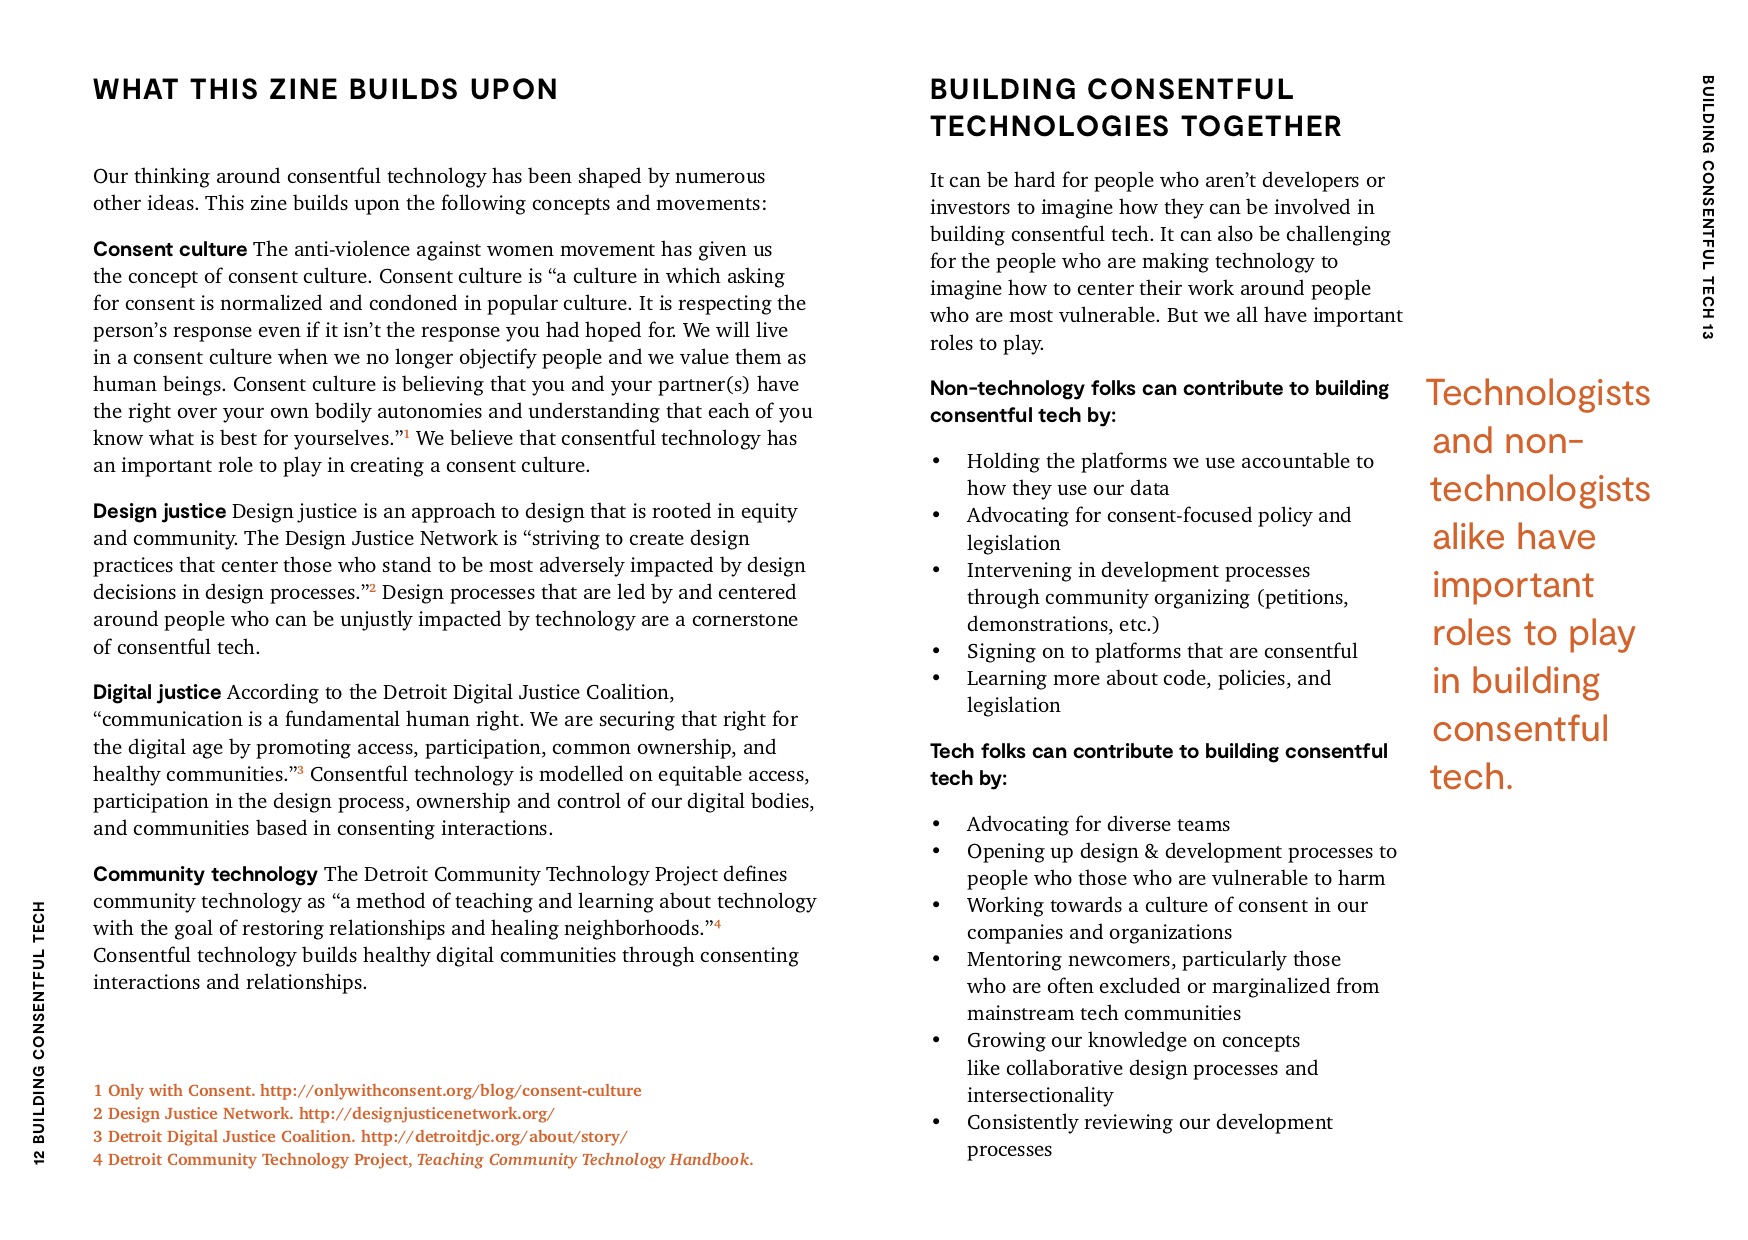 WHAT THIS ZINE BUILDS UPON
Our thinking around consentful technology has been shaped by numerous
other ideas. This zine builds upon the following concepts and movements:
Consent culture The anti-violence against women movement has given us
the concept of consent culture. Consent culture is “a culture in which asking
for consent is normalized and condoned in popular culture. It is respecting the
person’s response even if it isn’t the response you had hoped for. We will live
in a consent culture when we no longer objectify people and we value them as
human beings. Consent culture is believing that you and your partner(s) have
the right over your own bodily autonomies and understanding that each of you
know what is best for yourselves.”1 We believe that consentful technology has
an important role to play in creating a consent culture.
Design justice Design justice is an approach to design that is rooted in equity
and community. The Design Justice Network is “striving to create design
practices that center those who stand to be most adversely impacted by design
decisions in design processes.”2 Design processes that are led by and centered
around people who can be unjustly impacted by technology are a cornerstone
of consentful tech.
Digital justice According to the Detroit Digital Justice Coalition,
“communication is a fundamental human right. We are securing that right for
the digital age by promoting access, participation, common ownership, and
healthy communities.”3 Consentful technology is modelled on equitable access,
participation in the design process, ownership and control of our digital bodies,
and communities based in consenting interactions.
Community technology The Detroit Community Technology Project defines
community technology as “a method of teaching and learning about technology
with the goal of restoring relationships and healing neighborhoods.”4
Consentful technology builds healthy digital communities through consenting
interactions and relationships.
1 Only with Consent. http://onlywithconsent.org/blog/consent-culture
2 Design Justice Network. http://designjusticenetwork.org/
3 Detroit Digital Justice Coalition. http://detroitdjc.org/about/story/
4 Detroit Community Technology Project, Teaching Community Technology Handbook.
12 BUILDING CONSENTFUL TECH
BUILDING CONSENTFUL
TECHNOLOGIES TOGETHER
It can be hard for people who aren’t developers or
investors to imagine how they can be involved in
building consentful tech. It can also be challenging
for the people who are making technology to
imagine how to center their work around people
who are most vulnerable. But we all have important
roles to play.
Non-technology folks can contribute to building
consentful tech by:
• Holding the platforms we use accountable to
how they use our data
• Advocating for consent-focused policy and
legislation
• Intervening in development processes
through community organizing (petitions,
demonstrations, etc.)
• Signing on to platforms that are consentful
• Learning more about code, policies, and
legislation
Tech folks can contribute to building consentful
tech by:
• Advocating for diverse teams
• Opening up design & development processes to
people who those who are vulnerable to harm
• Working towards a culture of consent in our
companies and organizations
• Mentoring newcomers, particularly those
who are often excluded or marginalized from
mainstream tech communities
• Growing our knowledge on concepts
like collaborative design processes and
intersectionality
• Consistently reviewing our development
processes
Technologists
and non-
technologists
alike have
important
roles to play
in building
consentful
tech.
BUILDING CONSENTFUL TECH 13